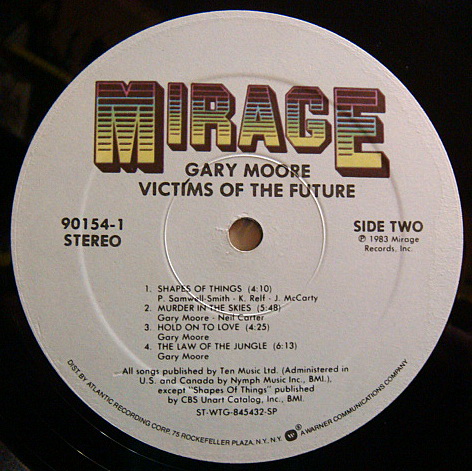 MIRAGE
GARY MOORE
VICTIMS OF THE FUTURE
90154-1
STEREO
SIDE TWO
℗ 1983 Mirage
Records, Inc.
1. SHAPES OF THINGS (4:10)
P. Samwell-Smith - K. Relf - J. McCarty
2. MURDER IN THE SKIES (5:48)
Gary Moore - Neil Carter
3. HOLD ON TO LOVE (4:25)
Gary Moore
4. THE LAW OF THE JUNGLE (6:13)
Gary Moore
All songs published by Ten Music Ltd. (Administered in
U.S. and Canada by Nymph Music Inc., BMI.),
except "Shapes Of Things" published
by CBS Unart Catalog, Inc., BMI.
ST-WTG-845432-SP
DIST. BY ATLANTIC RECORDING CORP. 75 ROCKEFELLER PLAZA, N.Y. N.Y. A WARNER COMMUNICATIONS COMPANY